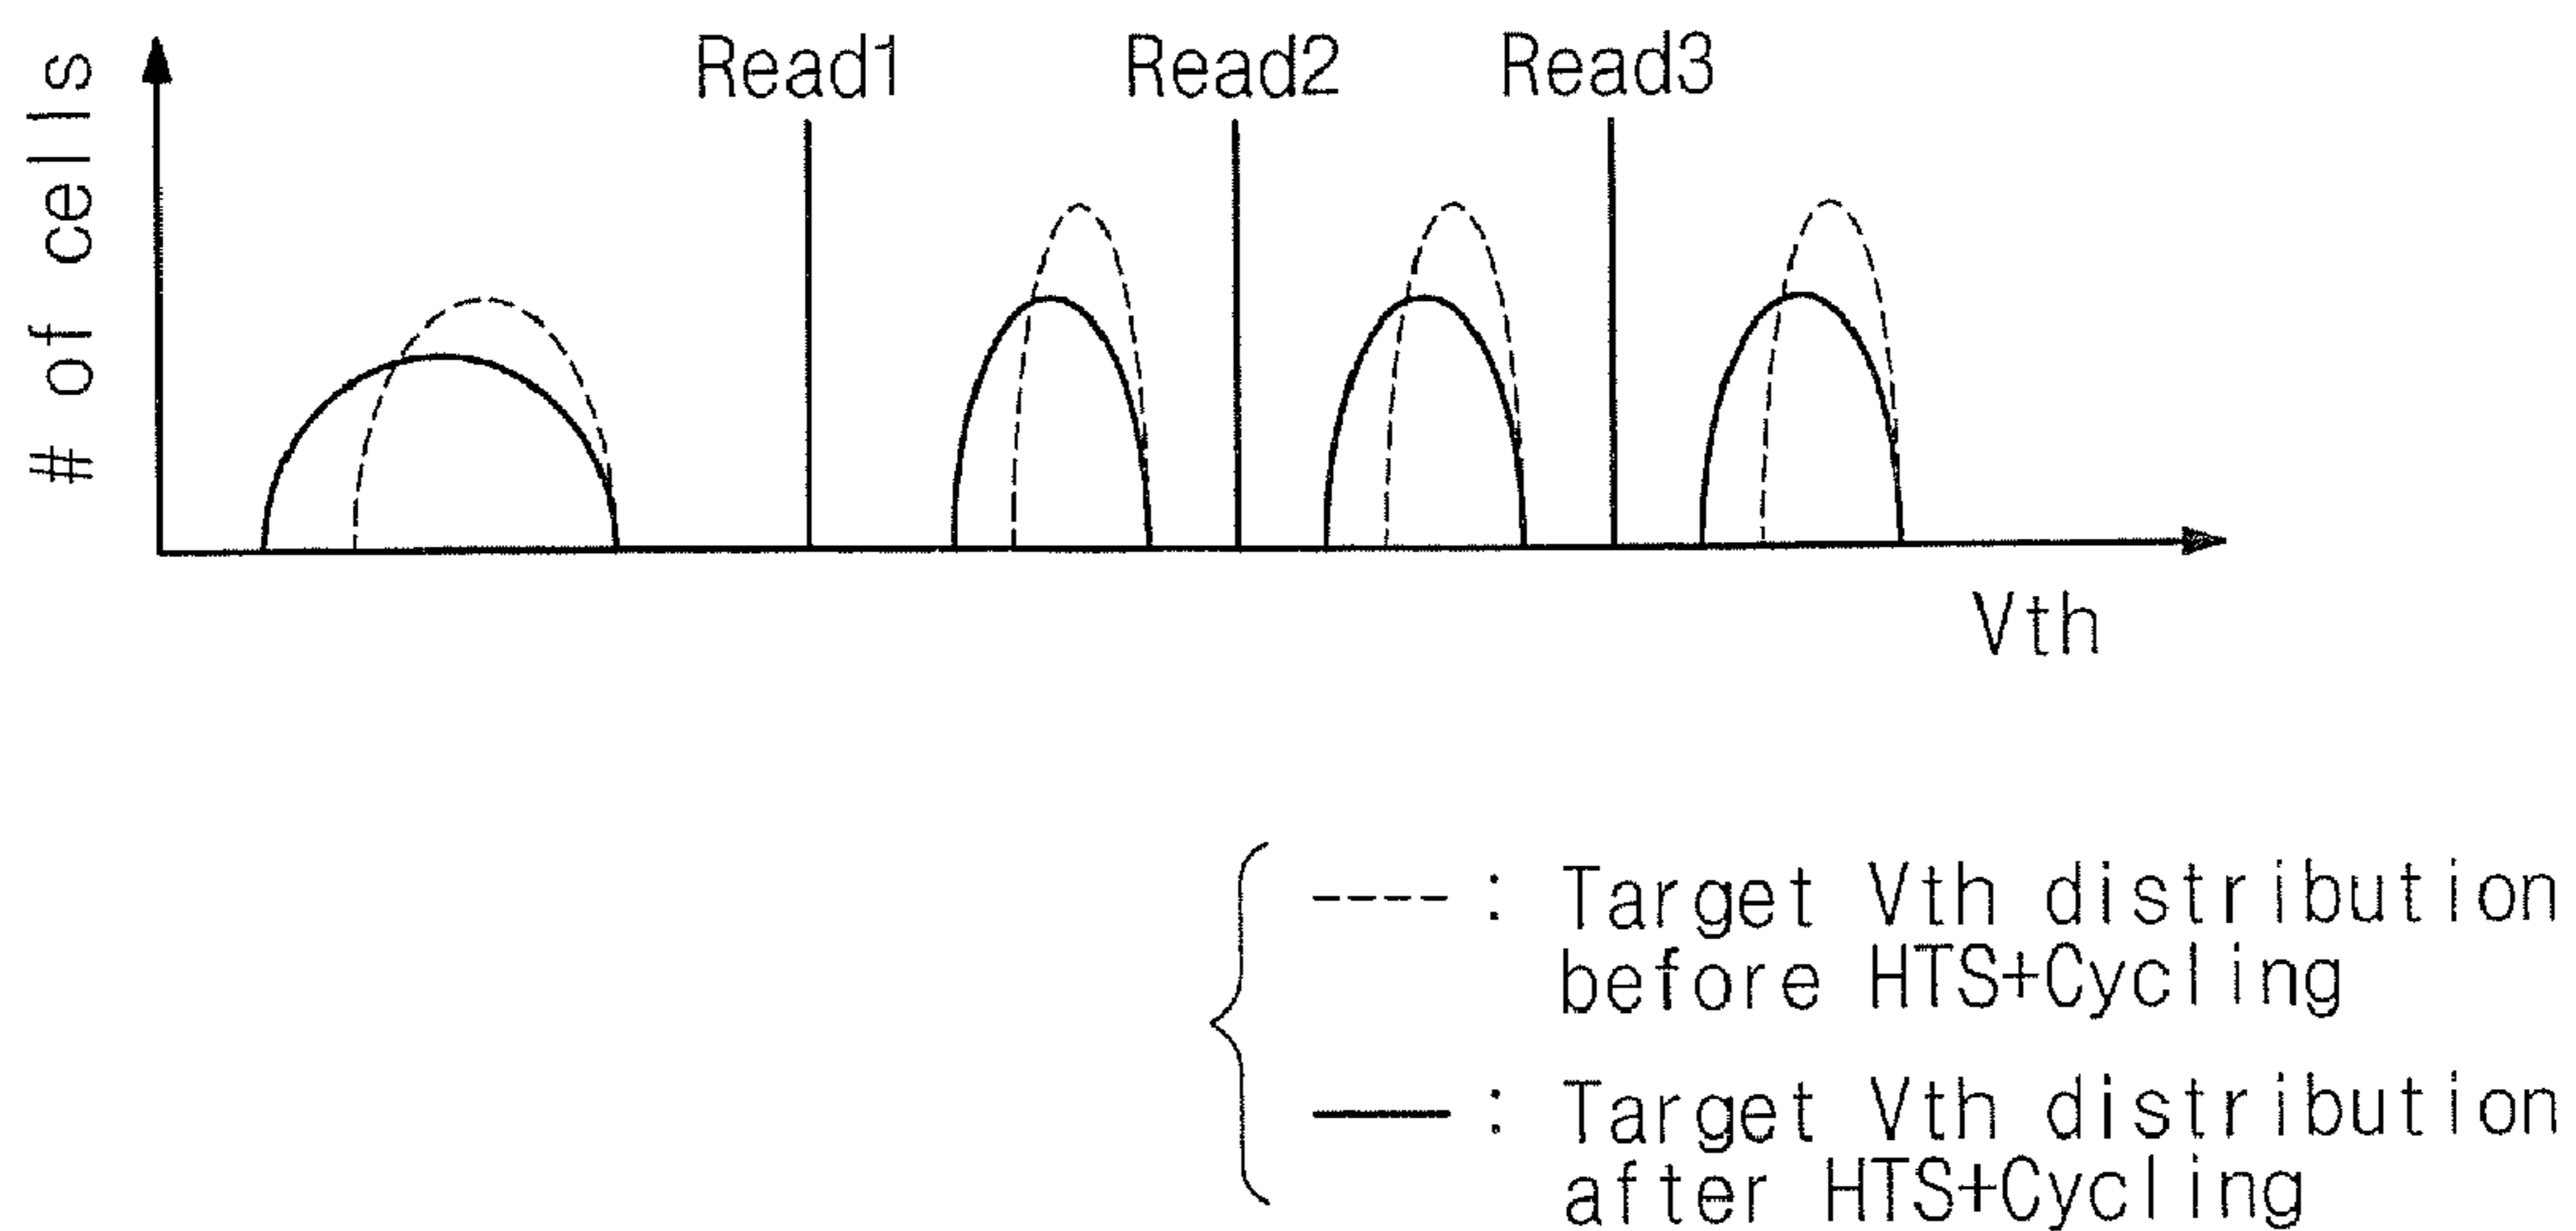 # of cells
Read1 Read2 Read3
Vth
: Target Vth distribution
before HTS+Cycling
: Target Vth distribution
after HTS+Cycling